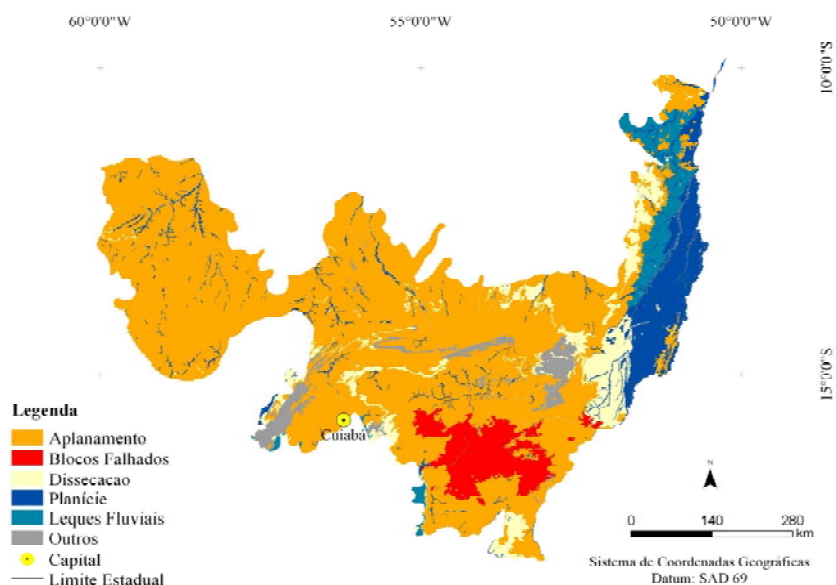 60°0'0"W 55°0'0"W 50°0'0"W
10°0'0"S
15°0'0"S
Cuiabá
Legenda
Aplanamento
Blocos Falhados
Dissecacao
Planície
Leques Fluviais
Outros
Capital
Limite Estadual
N
0 140 280
km
Sistema de Coordenadas Geográficas
Datum: SAD 69